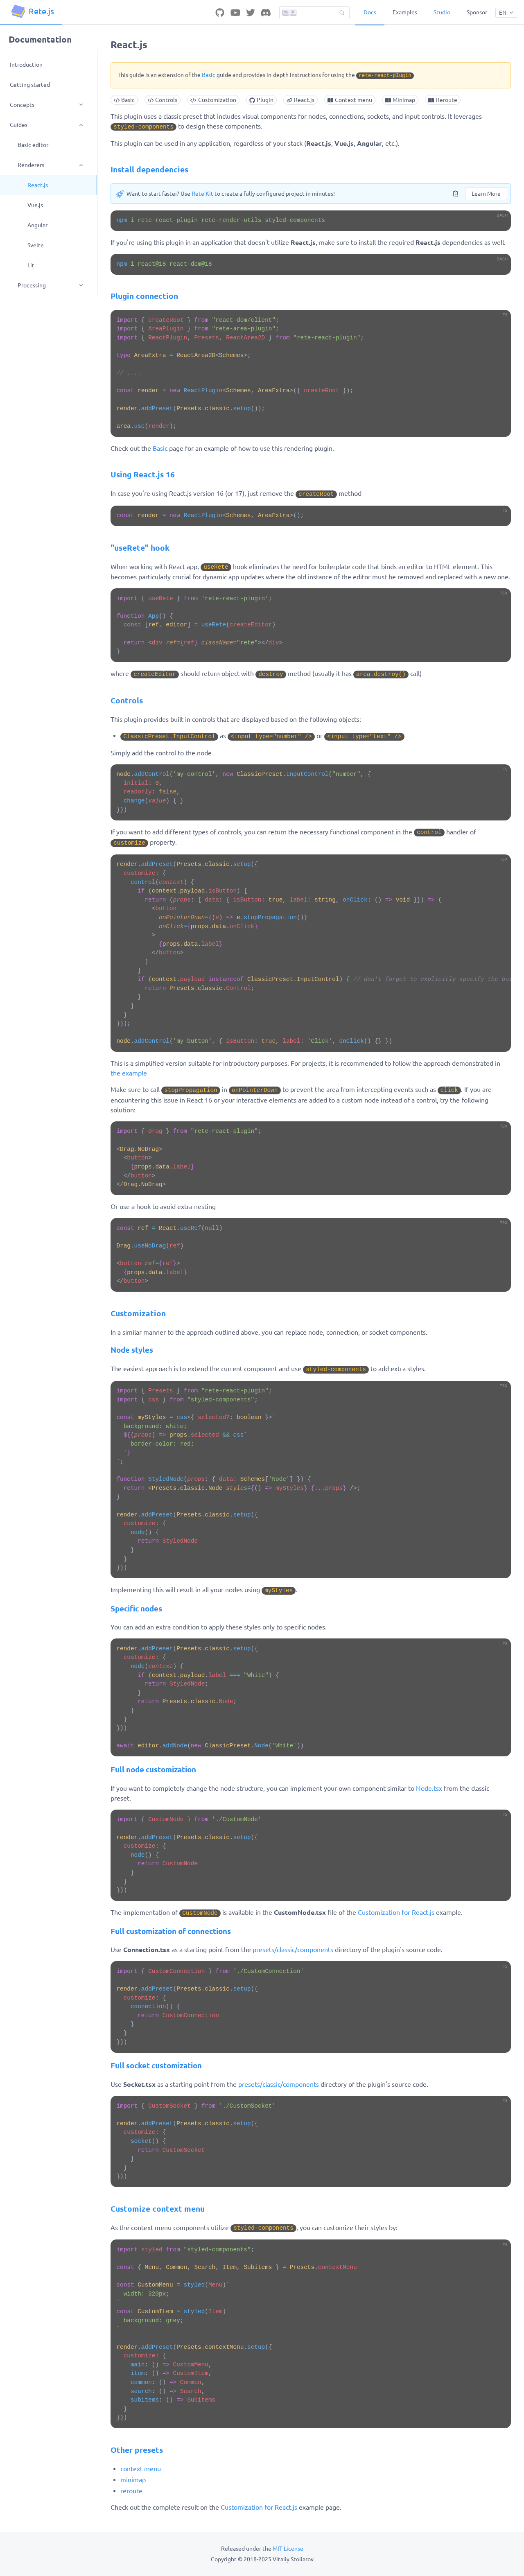 Rete.js
Docs
Examples
Studio
Sponsor
EN
Documentation
Introduction
Getting started
Concepts
Guides
Basic editor
Renderers
React.js
Vue.js
Angular
Svelte
Lit
Processing
React.js
This guide is an extension of the Basic guide and provides in-depth instructions for using the rete-react-plugin
Basic
Controls
Customization
Plugin
React.js
Context menu
Minimap
Reroute
This plugin uses a classic preset that includes visual components for nodes, connections, sockets, and input controls. It leverages
styled-components to design these components.
This plugin can be used in any application, regardless of your stack (React.js, Vue.js, Angular, etc.).
Install dependencies
Want to start faster? Use Rete Kit to create a fully configured project in minutes!
Learn More
bash
npm i rete-react-plugin rete-render-utils styled-components
If you're using this plugin in an application that doesn't utilize React.js, make sure to install the required React.js dependencies as well.
bash
npm i react@18 react-dom@18
Plugin connection
ts
import { createRoot } from "react-dom/client";
import { AreaPlugin } from "rete-area-plugin";
import { ReactPlugin, Presets, ReactArea2D } from "rete-react-plugin";
type AreaExtra = ReactArea2D<Schemes>;
// ....
const render = new ReactPlugin<Schemes, AreaExtra>({ createRoot });
render.addPreset(Presets.classic.setup());
area.use(render);
Check out the Basic page for an example of how to use this rendering plugin.
Using React.js 16
In case you're using React.js version 16 (or 17), just remove the createRoot method
ts
const render = new ReactPlugin<Schemes, AreaExtra>();
"useRete" hook
When working with React app, useRete hook eliminates the need for boilerplate code that binds an editor to HTML element. This
becomes particularly crucial for dynamic app updates where the old instance of the editor must be removed and replaced with a new one.
tsx
import { useRete } from 'rete-react-plugin';
function App() {
const [ref, editor] = useRete(createEditor)
return <div ref={ref} className="rete"></div>
}
where createEditor should return object with destroy method (usually it has area.destroy() call)
Controls
This plugin provides built-in controls that are displayed based on the following objects:
• ClassicPreset.InputControl as <input type="number" /> or <input type="text" />
Simply add the control to the node
ts
node.addControl('my-control', new ClassicPreset.InputControl("number", {
initial: 0,
readonly: false,
change(value) { }
}))
If you want to add different types of controls, you can return the necessary functional component in the control handler of
customize property.
tsx
render.addPreset(Presets.classic.setup({
customize: {
control(context) {
if (context.payload.isButton) {
return (props: { data: { isButton: true, label: string, onClick: () => void }}) => (
<button
onPointerDown={(e) => e.stopPropagation()}
onClick={props.data.onClick}
>
{props.data.label}
</button>
)
}
if (context.payload instanceof ClassicPreset.InputControl) { // don't forget to explicitly specify the bu
return Presets.classic.Control;
}
}
}
}));
node.addControl('my-button', { isButton: true, label: 'Click', onClick() {} })
This is a simplified version suitable for introductory purposes. For projects, it is recommended to follow the approach demonstrated in
the example
Make sure to call stopPropagation in onPointerDown to prevent the area from intercepting events such as click. If you are
encountering this issue in React 16 or your interactive elements are added to a custom node instead of a control, try the following
solution:
tsx
import { Drag } from "rete-react-plugin";
<Drag.NoDrag>
<button>
{props.data.label}
</button>
</Drag.NoDrag>
Or use a hook to avoid extra nesting
tsx
const ref = React.useRef(null)
Drag.useNoDrag(ref)
<button ref={ref}>
{props.data.label}
</button>
Customization
In a similar manner to the approach outlined above, you can replace node, connection, or socket components.
Node styles
The easiest approach is to extend the current component and use styled-components to add extra styles.
tsx
import { Presets } from "rete-react-plugin";
import { css } from "styled-components";
const myStyles = css<{ selected?: boolean }>`
background: white;
${(props) => props.selected && css`
border-color: red;
`}
`;
function StyledNode(props: { data: Schemes['Node'] }) {
return <Presets.classic.Node styles={() => myStyles} {...props} />;
}
render.addPreset(Presets.classic.setup({
customize: {
node() {
return StyledNode
}
}
}))
Implementing this will result in all your nodes using myStyles.
Specific nodes
You can add an extra condition to apply these styles only to specific nodes.
ts
render.addPreset(Presets.classic.setup({
customize: {
node(context) {
if (context.payload.label === "White") {
return StyledNode;
}
return Presets.classic.Node;
}
}
}))
await editor.addNode(new ClassicPreset.Node('White'))
Full node customization
If you want to completely change the node structure, you can implement your own component similar to Node.tsx from the classic
preset.
ts
import { CustomNode } from './CustomNode'
render.addPreset(Presets.classic.setup({
customize: {
node() {
return CustomNode
}
}
}))
The implementation of CustomNode is available in the CustomNode.tsx file of the Customization for React.js example.
Full customization of connections
Use Connection.tsx as a starting point from the presets/classic/components directory of the plugin's source code.
ts
import { CustomConnection } from './CustomConnection'
render.addPreset(Presets.classic.setup({
customize: {
connection() {
return CustomConnection
}
}
}))
Full socket customization
Use Socket.tsx as a starting point from the presets/classic/components directory of the plugin's source code.
ts
import { CustomSocket } from './CustomSocket'
render.addPreset(Presets.classic.setup({
customize: {
socket() {
return CustomSocket
}
}
}))
Customize context menu
As the context menu components utilize styled-components, you can customize their styles by:
ts
import styled from "styled-components";
const { Menu, Common, Search, Item, Subitems } = Presets.contextMenu
const CustomMenu = styled(Menu)`
width: 320px;
`
const CustomItem = styled(Item)`
background: grey;
`
render.addPreset(Presets.contextMenu.setup({
customize: {
main: () => CustomMenu,
item: () => CustomItem,
common: () => Common,
search: () => Search,
subitems: () => Subitems
}
}))
Other presets
• context menu
• minimap
• reroute
Check out the complete result on the Customization for React.js example page.
Released under the MIT License
Copyright © 2018-2025 Vitaliy Stoliarov